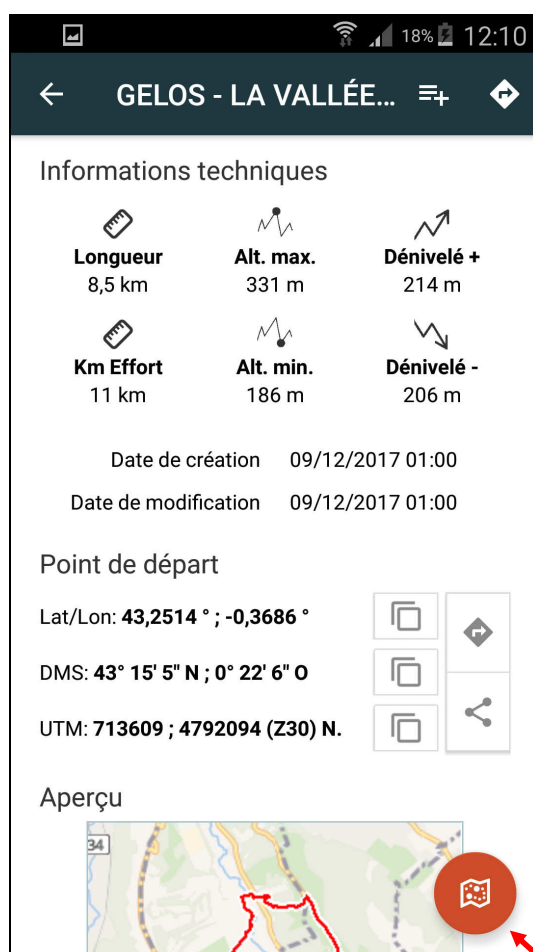 18% 12:10
GELOS - LA VALLÉE...
Informations techniques
Longueur Alt. max. Dénivelé +
8,5 km 331 m 214 m
Km Effort Alt. min. Dénivelé -
11 km 186 m 206 m
Date de création 09/12/2017 01:00
Date de modification 09/12/2017 01:00
Point de départ
Lat/Lon: 43,2514 ° ; -0,3686 °
DMS: 43° 15' 5" N ; 0° 22' 6" O
UTM: 713609 ; 4792094 (Z30) N.
Aperçu
34